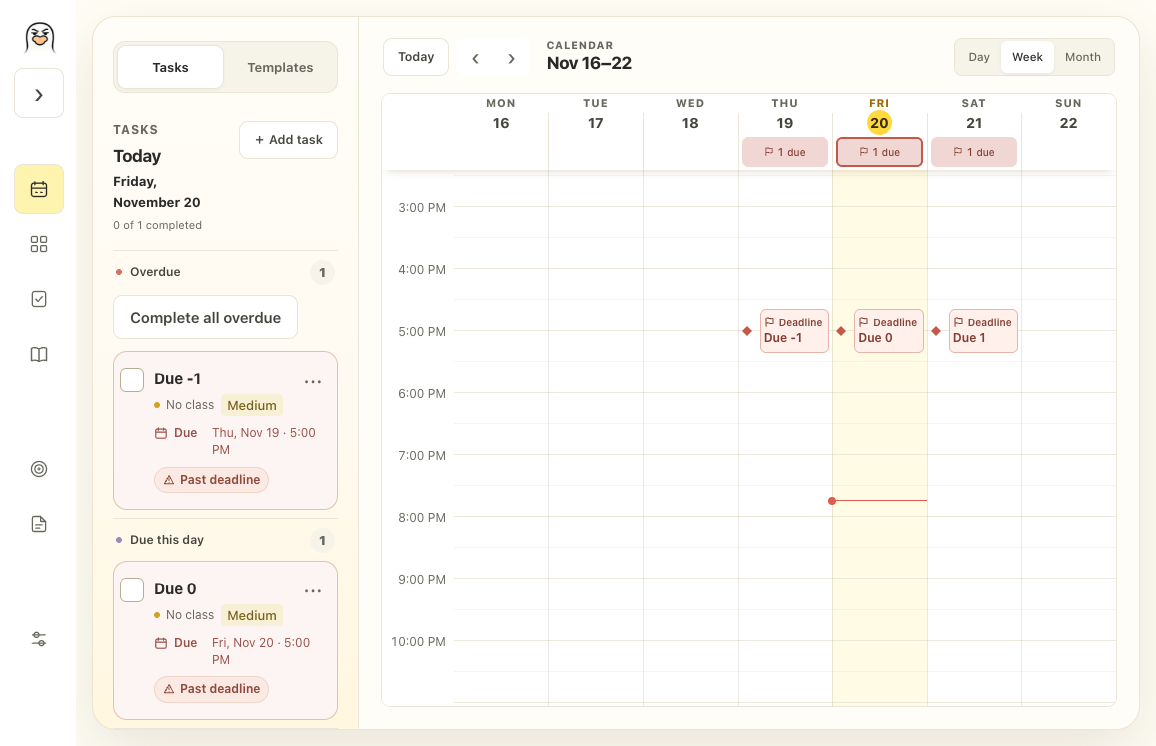 Tasks
Templates
TASKS
Today
Friday,
November 20
0 of 1 completed
+ Add task
Overdue
1
Complete all overdue
Due -1
...
No class
Medium
Due
Thu, Nov 19 · 5:00
PM
Past deadline
Due this day
1
Due 0
...
No class
Medium
Due
Fri, Nov 20 · 5:00
PM
Past deadline
Today
CALENDAR
Nov 16–22
Day
Week
Month
MON
16
TUE
17
WED
18
THU
19
FRI
20
SAT
21
SUN
22
1 due
1 due
1 due
3:00 PM
4:00 PM
5:00 PM
Deadline
Due -1
Deadline
Due 0
Deadline
Due 1
6:00 PM
7:00 PM
8:00 PM
9:00 PM
10:00 PM